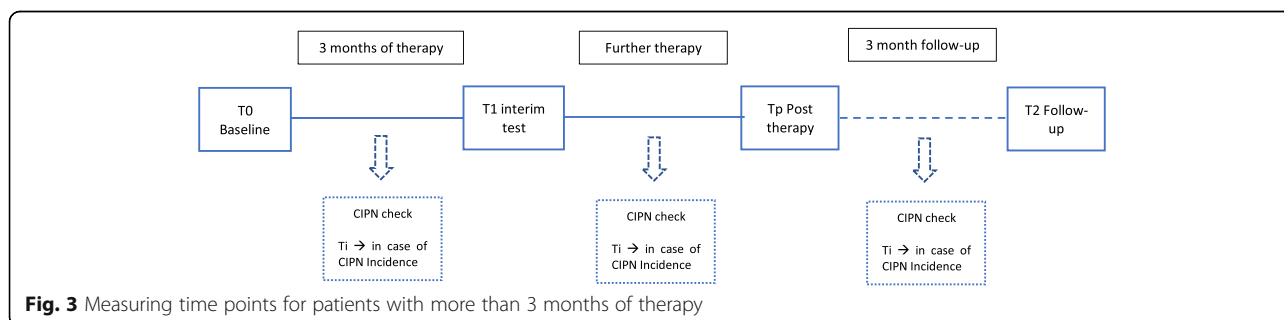 3 months of therapy
Further therapy
3 month follow-up
T0
Baseline
T1 interim
test
Tp Post
therapy
T2 Follow-
up
CIPN check
Ti → in case of
CIPN Incidence
CIPN check
Ti → in case of
CIPN Incidence
CIPN check
Ti → in case of
CIPN Incidence
Fig. 3 Measuring time points for patients with more than 3 months of therapy